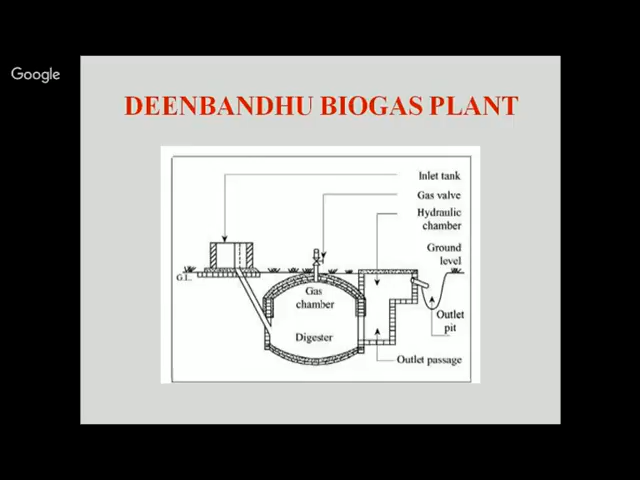 Google
DEENBANDHU BIOGAS PLANT
Inlet tank
Gas valve
Hydraulic
chamber
Ground
level
G.L.
Gas
chamber
Outlet
pit
Digester
Outlet passage